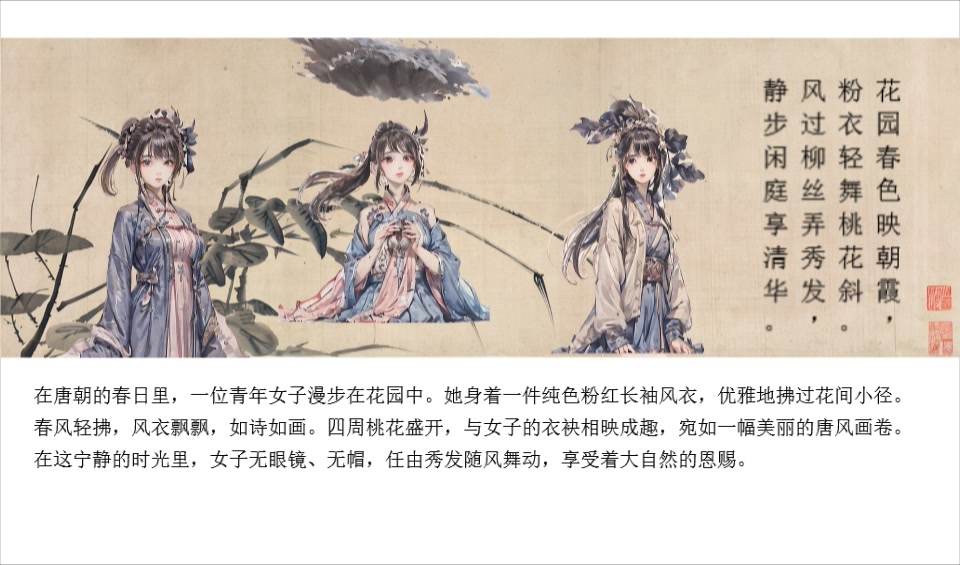 花园春色映朝霞，
粉衣轻舞桃花斜。
风过柳丝弄秀发，
静步闲庭享清华。
在唐朝的春日里，一位青年女子漫步在花园中。她身着一件纯色粉红长袖风衣，优雅地拂过花间小径。
春风轻拂，风衣飘飘，如诗如画。四周桃花盛开，与女子的衣袂相映成趣，宛如一幅美丽的唐风画卷。
在这宁静的时光里，女子无眼镜、无帽，任由秀发随风舞动，享受着大自然的恩赐。